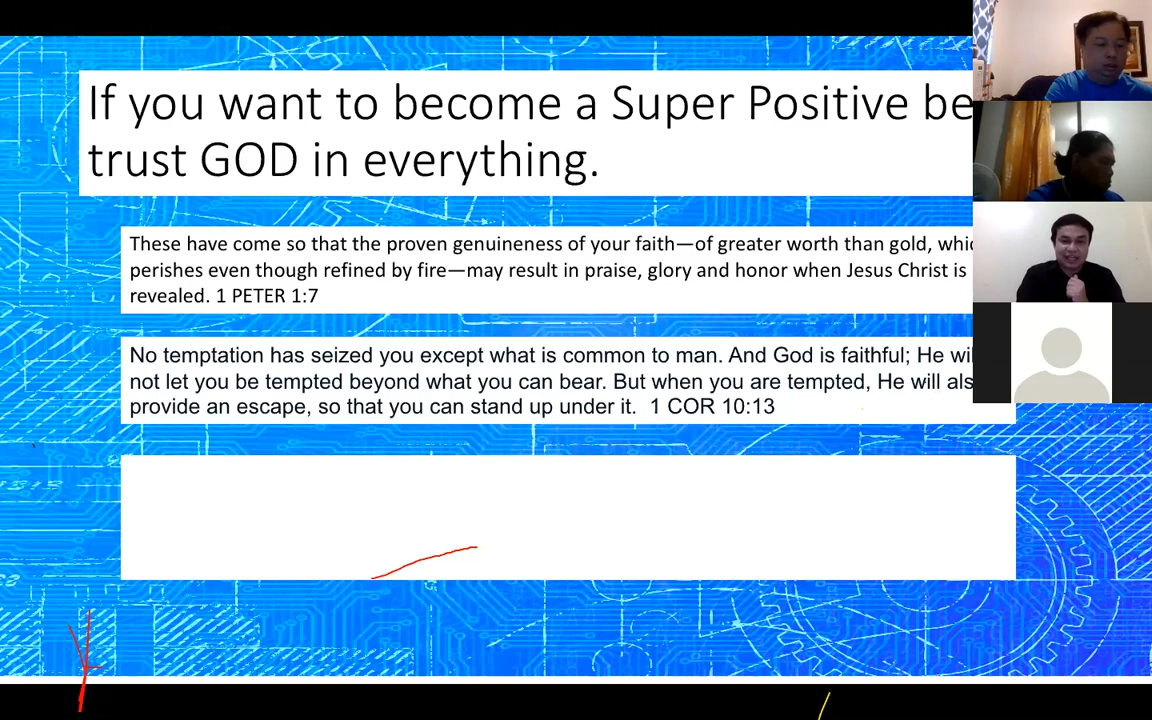 If you want to become a Super Positive be
trust GOD in everything.
These have come so that the proven genuineness of your faith—of greater worth than gold, whic
perishes even though refined by fire—may result in praise, glory and honor when Jesus Christ is
revealed. 1 PETER 1:7
No temptation has seized you except what is common to man. And God is faithful; He wil
not let you be tempted beyond what you can bear. But when you are tempted, He will als
provide an escape, so that you can stand up under it. 1 COR 10:13